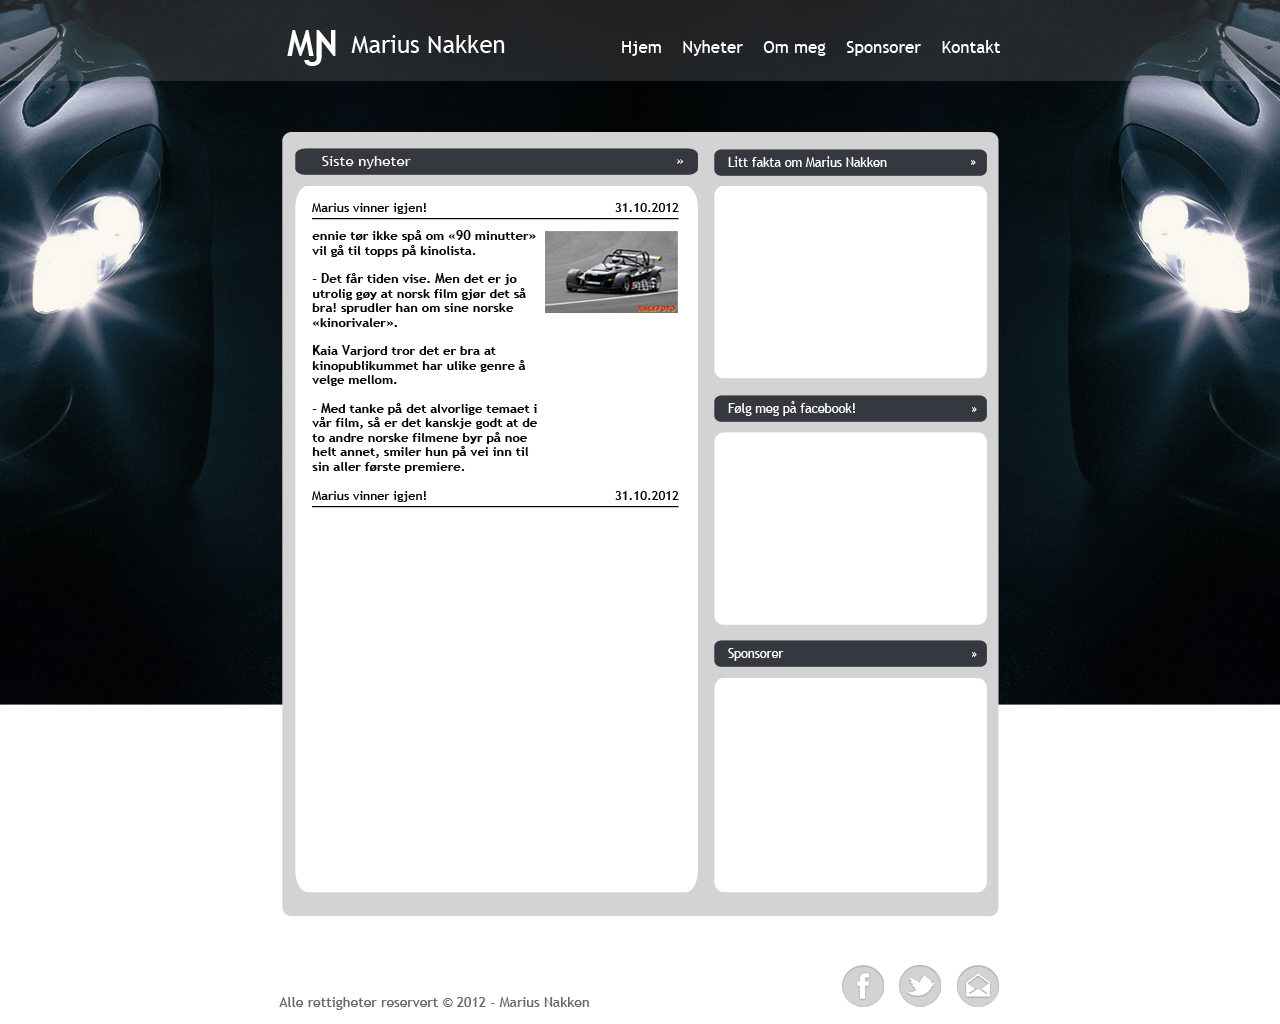 MN Marius Nakken
Hjem Nyheter Om meg Sponsorer Kontakt
Siste nyheter »
Marius vinner igjen! 31.10.2012
ennie tør ikke spå om «90 minutter»
vil gå til topps på kinolista.
- Det får tiden vise. Men det er jo
utrolig gøy at norsk film gjør det så
bra! sprudler han om sine norske
«kinorivaler».
Kaia Varjord tror det er bra at
kinopublikummet har ulike genre å
velge mellom.
- Med tanke på det alvorlige temaet i
vår film, så er det kanskje godt at de
to andre norske filmene byr på noe
helt annet, smiler hun på vei inn til
sin aller første premiere.
RACEFOTO
Marius vinner igjen! 31.10.2012
Litt fakta om Marius Nakken »
Følg meg på facebook! »
Sponsorer »
Alle rettigheter reservert © 2012 - Marius Nakken